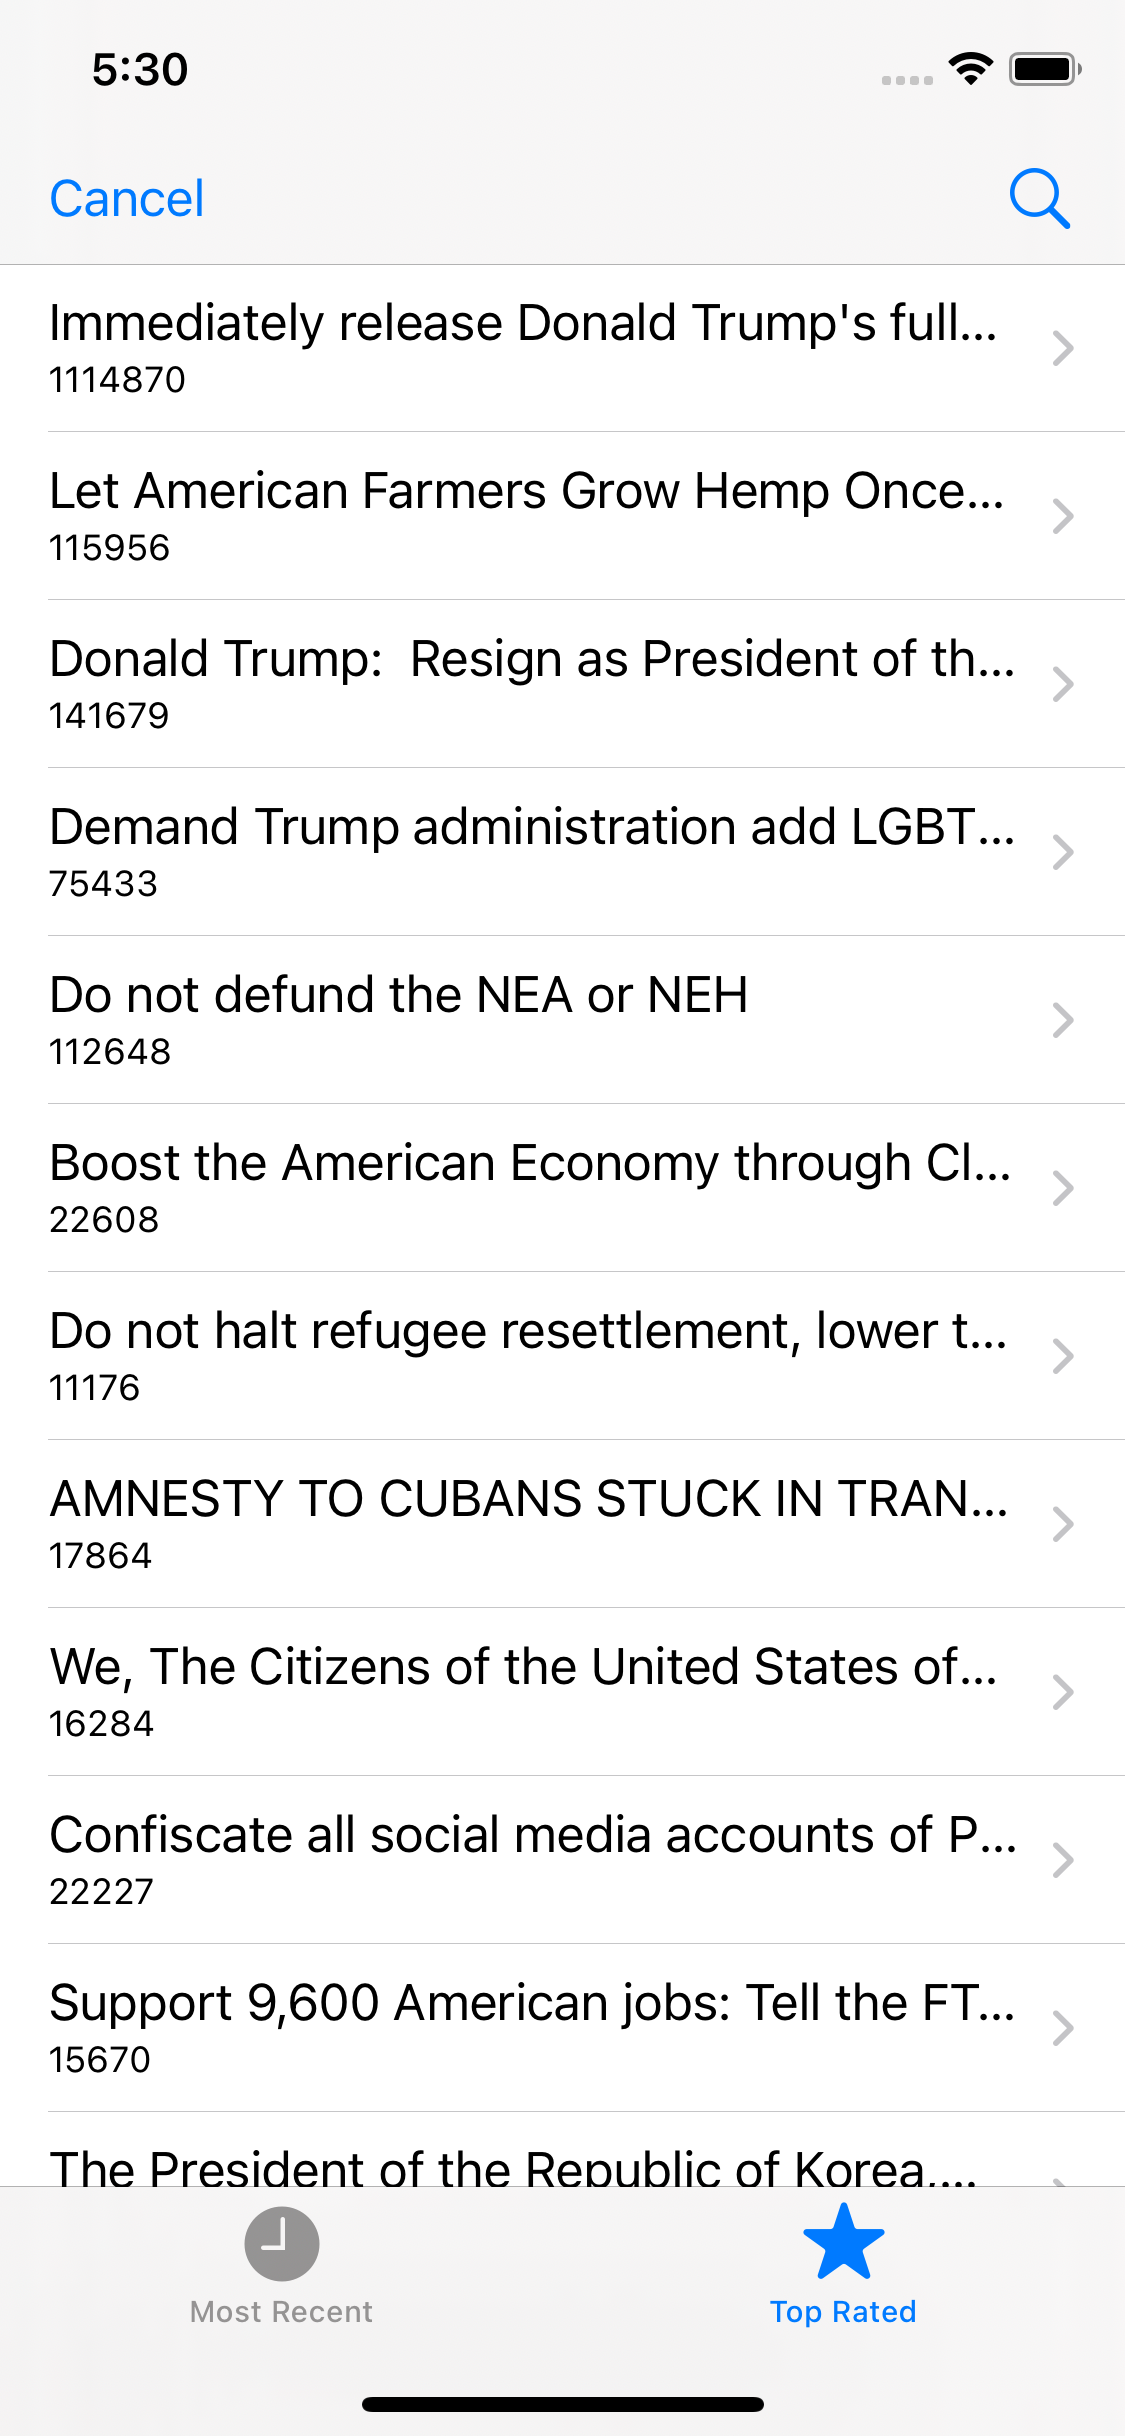 5:30
Cancel
Immediately release Donald Trump's full...
1114870
Let American Farmers Grow Hemp Once...
115956
Donald Trump:  Resign as President of th...
141679
Demand Trump administration add LGBT...
75433
Do not defund the NEA or NEH
112648
Boost the American Economy through Cl...
22608
Do not halt refugee resettlement, lower t...
11176
AMNESTY TO CUBANS STUCK IN TRAN...
17864
We, The Citizens of the United States of...
16284
Confiscate all social media accounts of P...
22227
Support 9,600 American jobs: Tell the FT...
15670
The President of the Republic of Korea,...
Most Recent
Top Rated